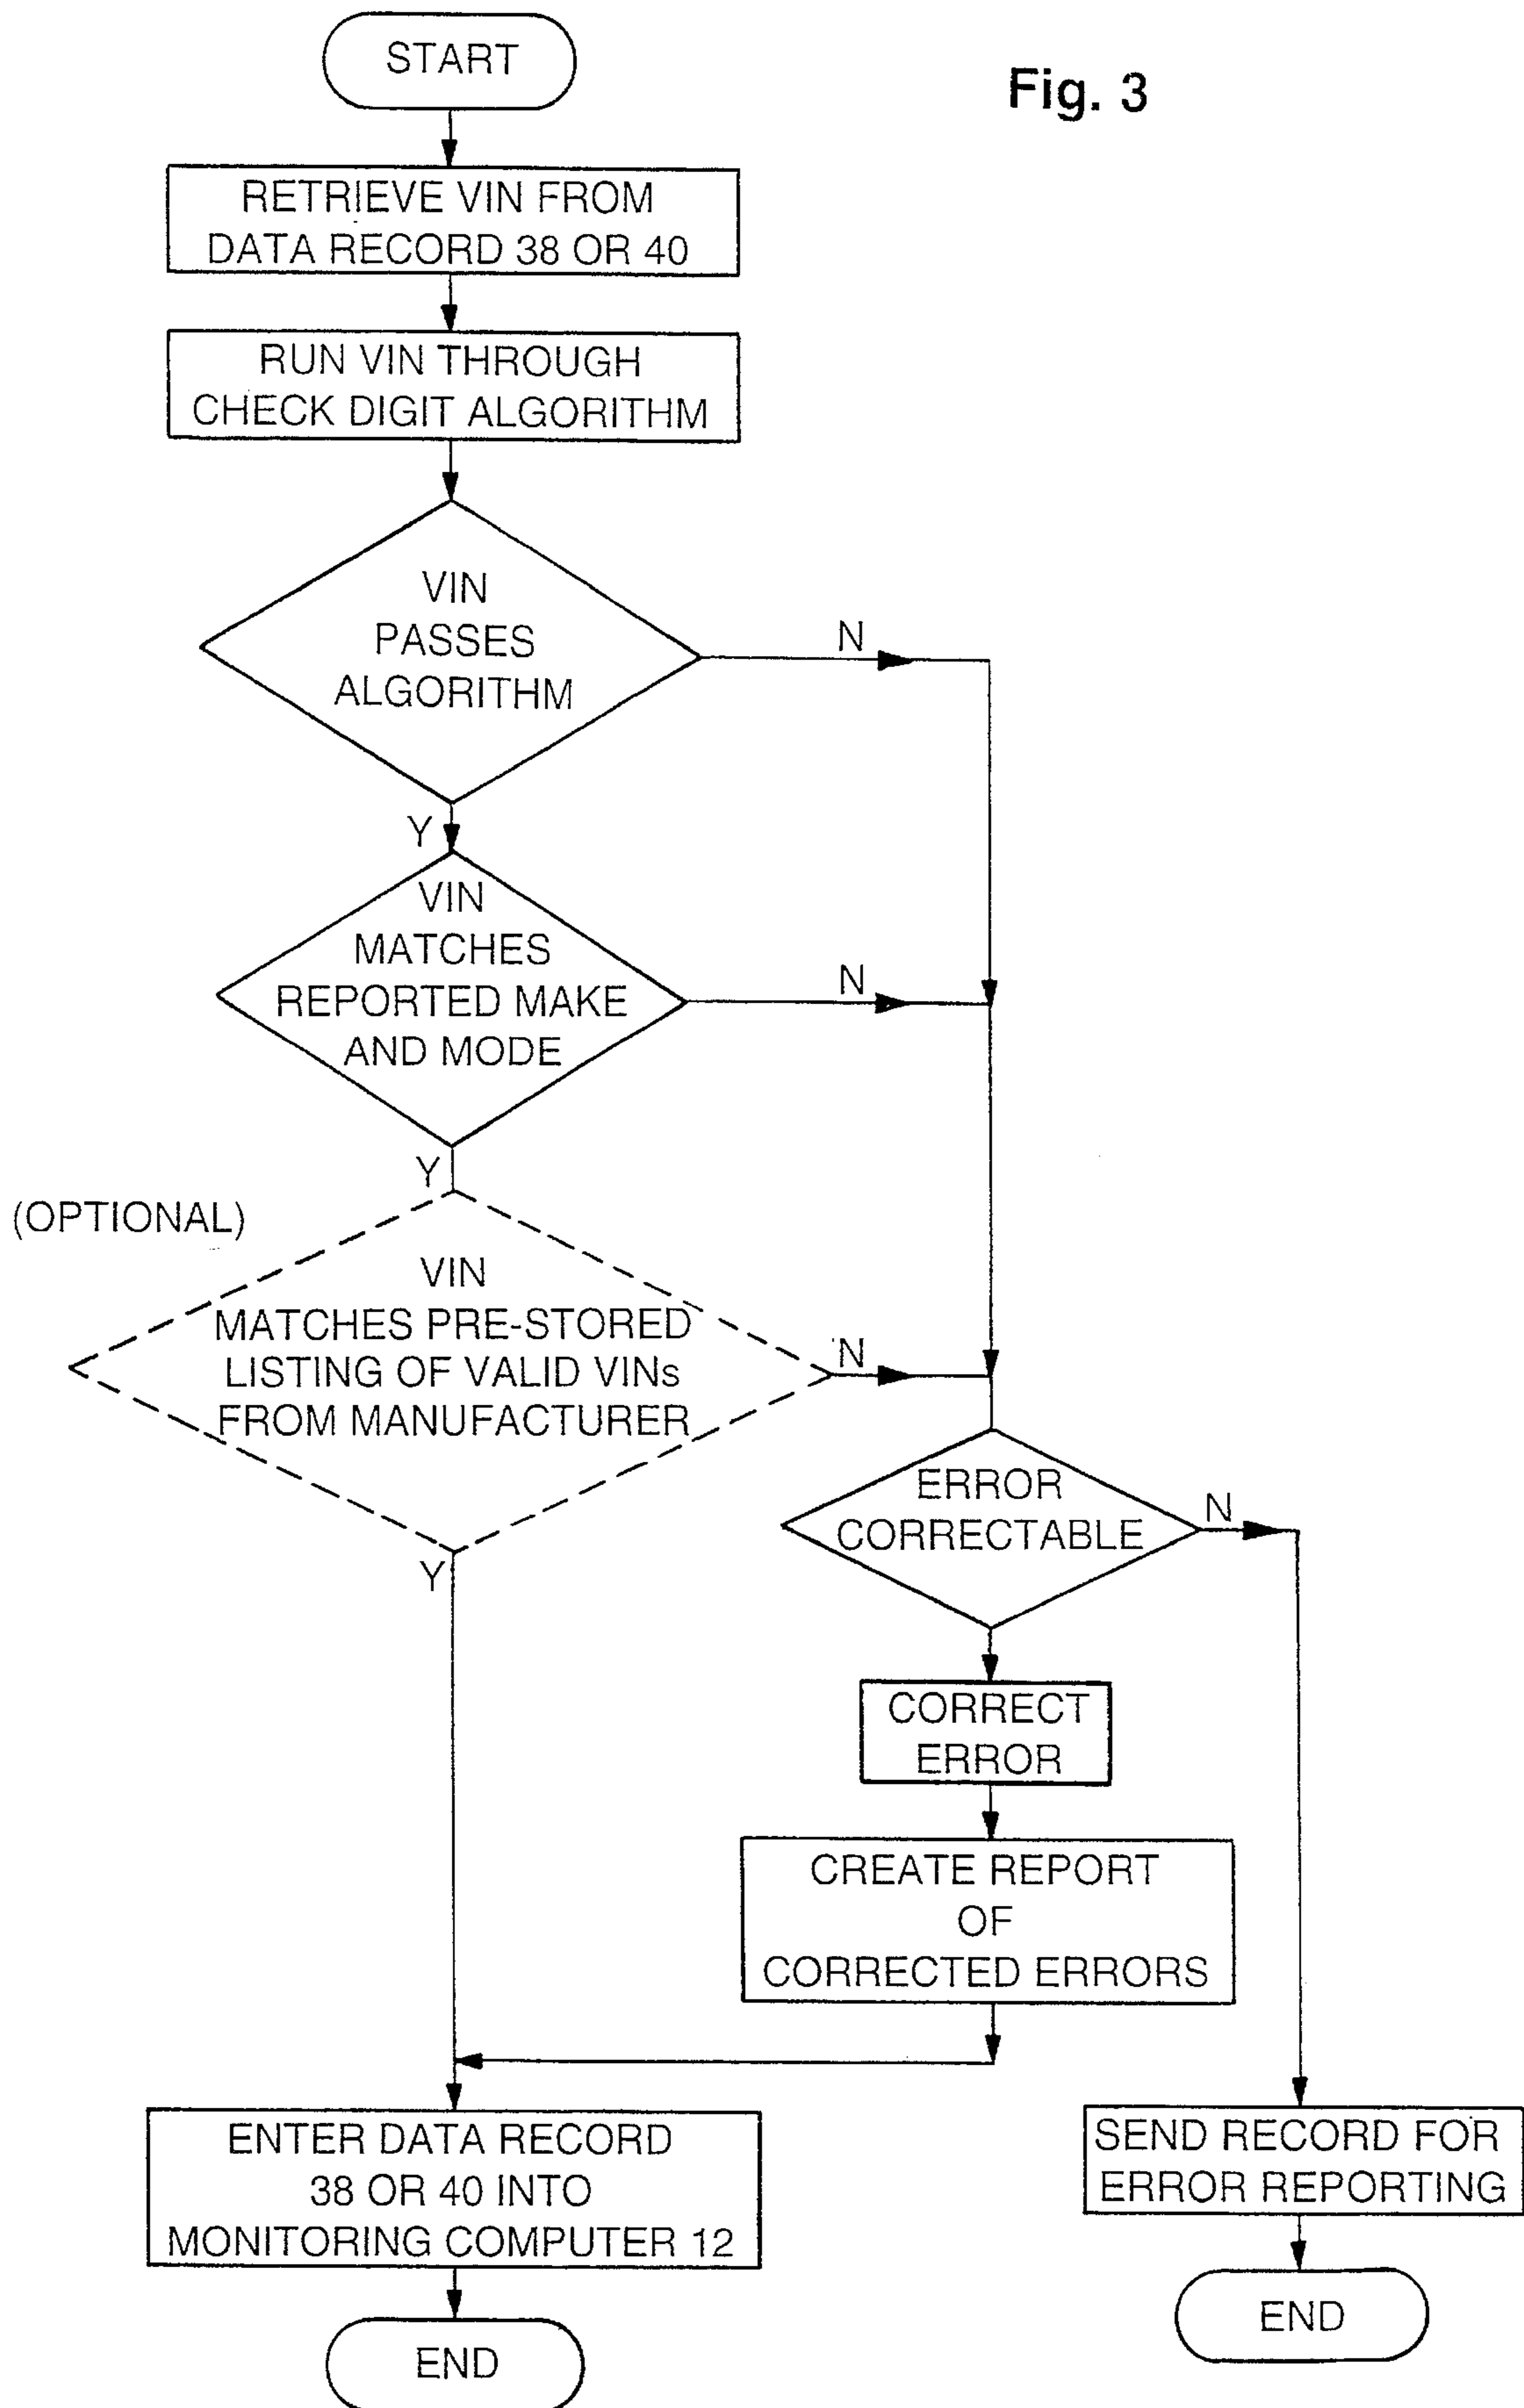 START
Fig. 3
RETRIEVE VIN FROM
DATA RECORD 38 OR 40
RUN VIN THROUGH
CHECK DIGIT ALGORITHM
VIN
PASSES
ALGORITHM
N
Y
VIN
MATCHES
REPORTED MAKE
AND MODE
N
Y
(OPTIONAL)
VIN
MATCHES PRE-STORED
LISTING OF VALID VINs
FROM MANUFACTURER
N
Y
ERROR
CORRECTABLE
N
CORRECT
ERROR
CREATE REPORT
OF
CORRECTED ERRORS
ENTER DATA RECORD
38 OR 40 INTO
MONITORING COMPUTER 12
END
SEND RECORD FOR
ERROR REPORTING
END